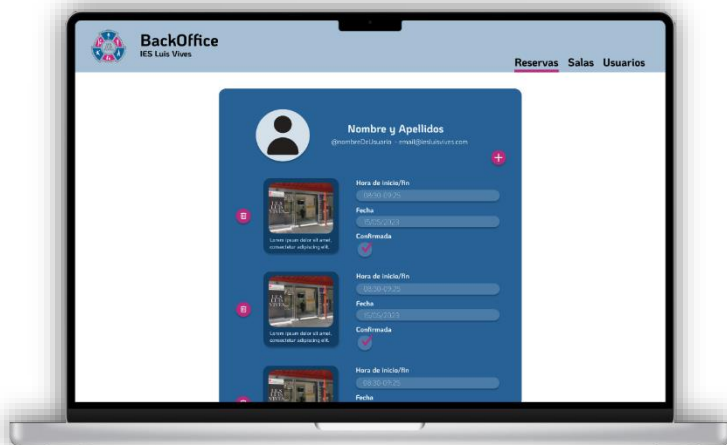 BackOffice
IES Luis Vives
Reservas Salas Usuarios
Nombre y Apellidos
@nombreDeUsuario - email@iesluisvives.com
Hora de inicio/fin
08:30-09:25
Fecha
15/05/2023
Confirmada
Lorem ipsum dolor sit amet,
consectetur adipiscing elit.
Hora de inicio/fin
08:30-09:25
Fecha
15/05/2023
Confirmada
Lorem ipsum dolor sit amet,
consectetur adipiscing elit.
Hora de inicio/fin
08:30-09:25
Fecha